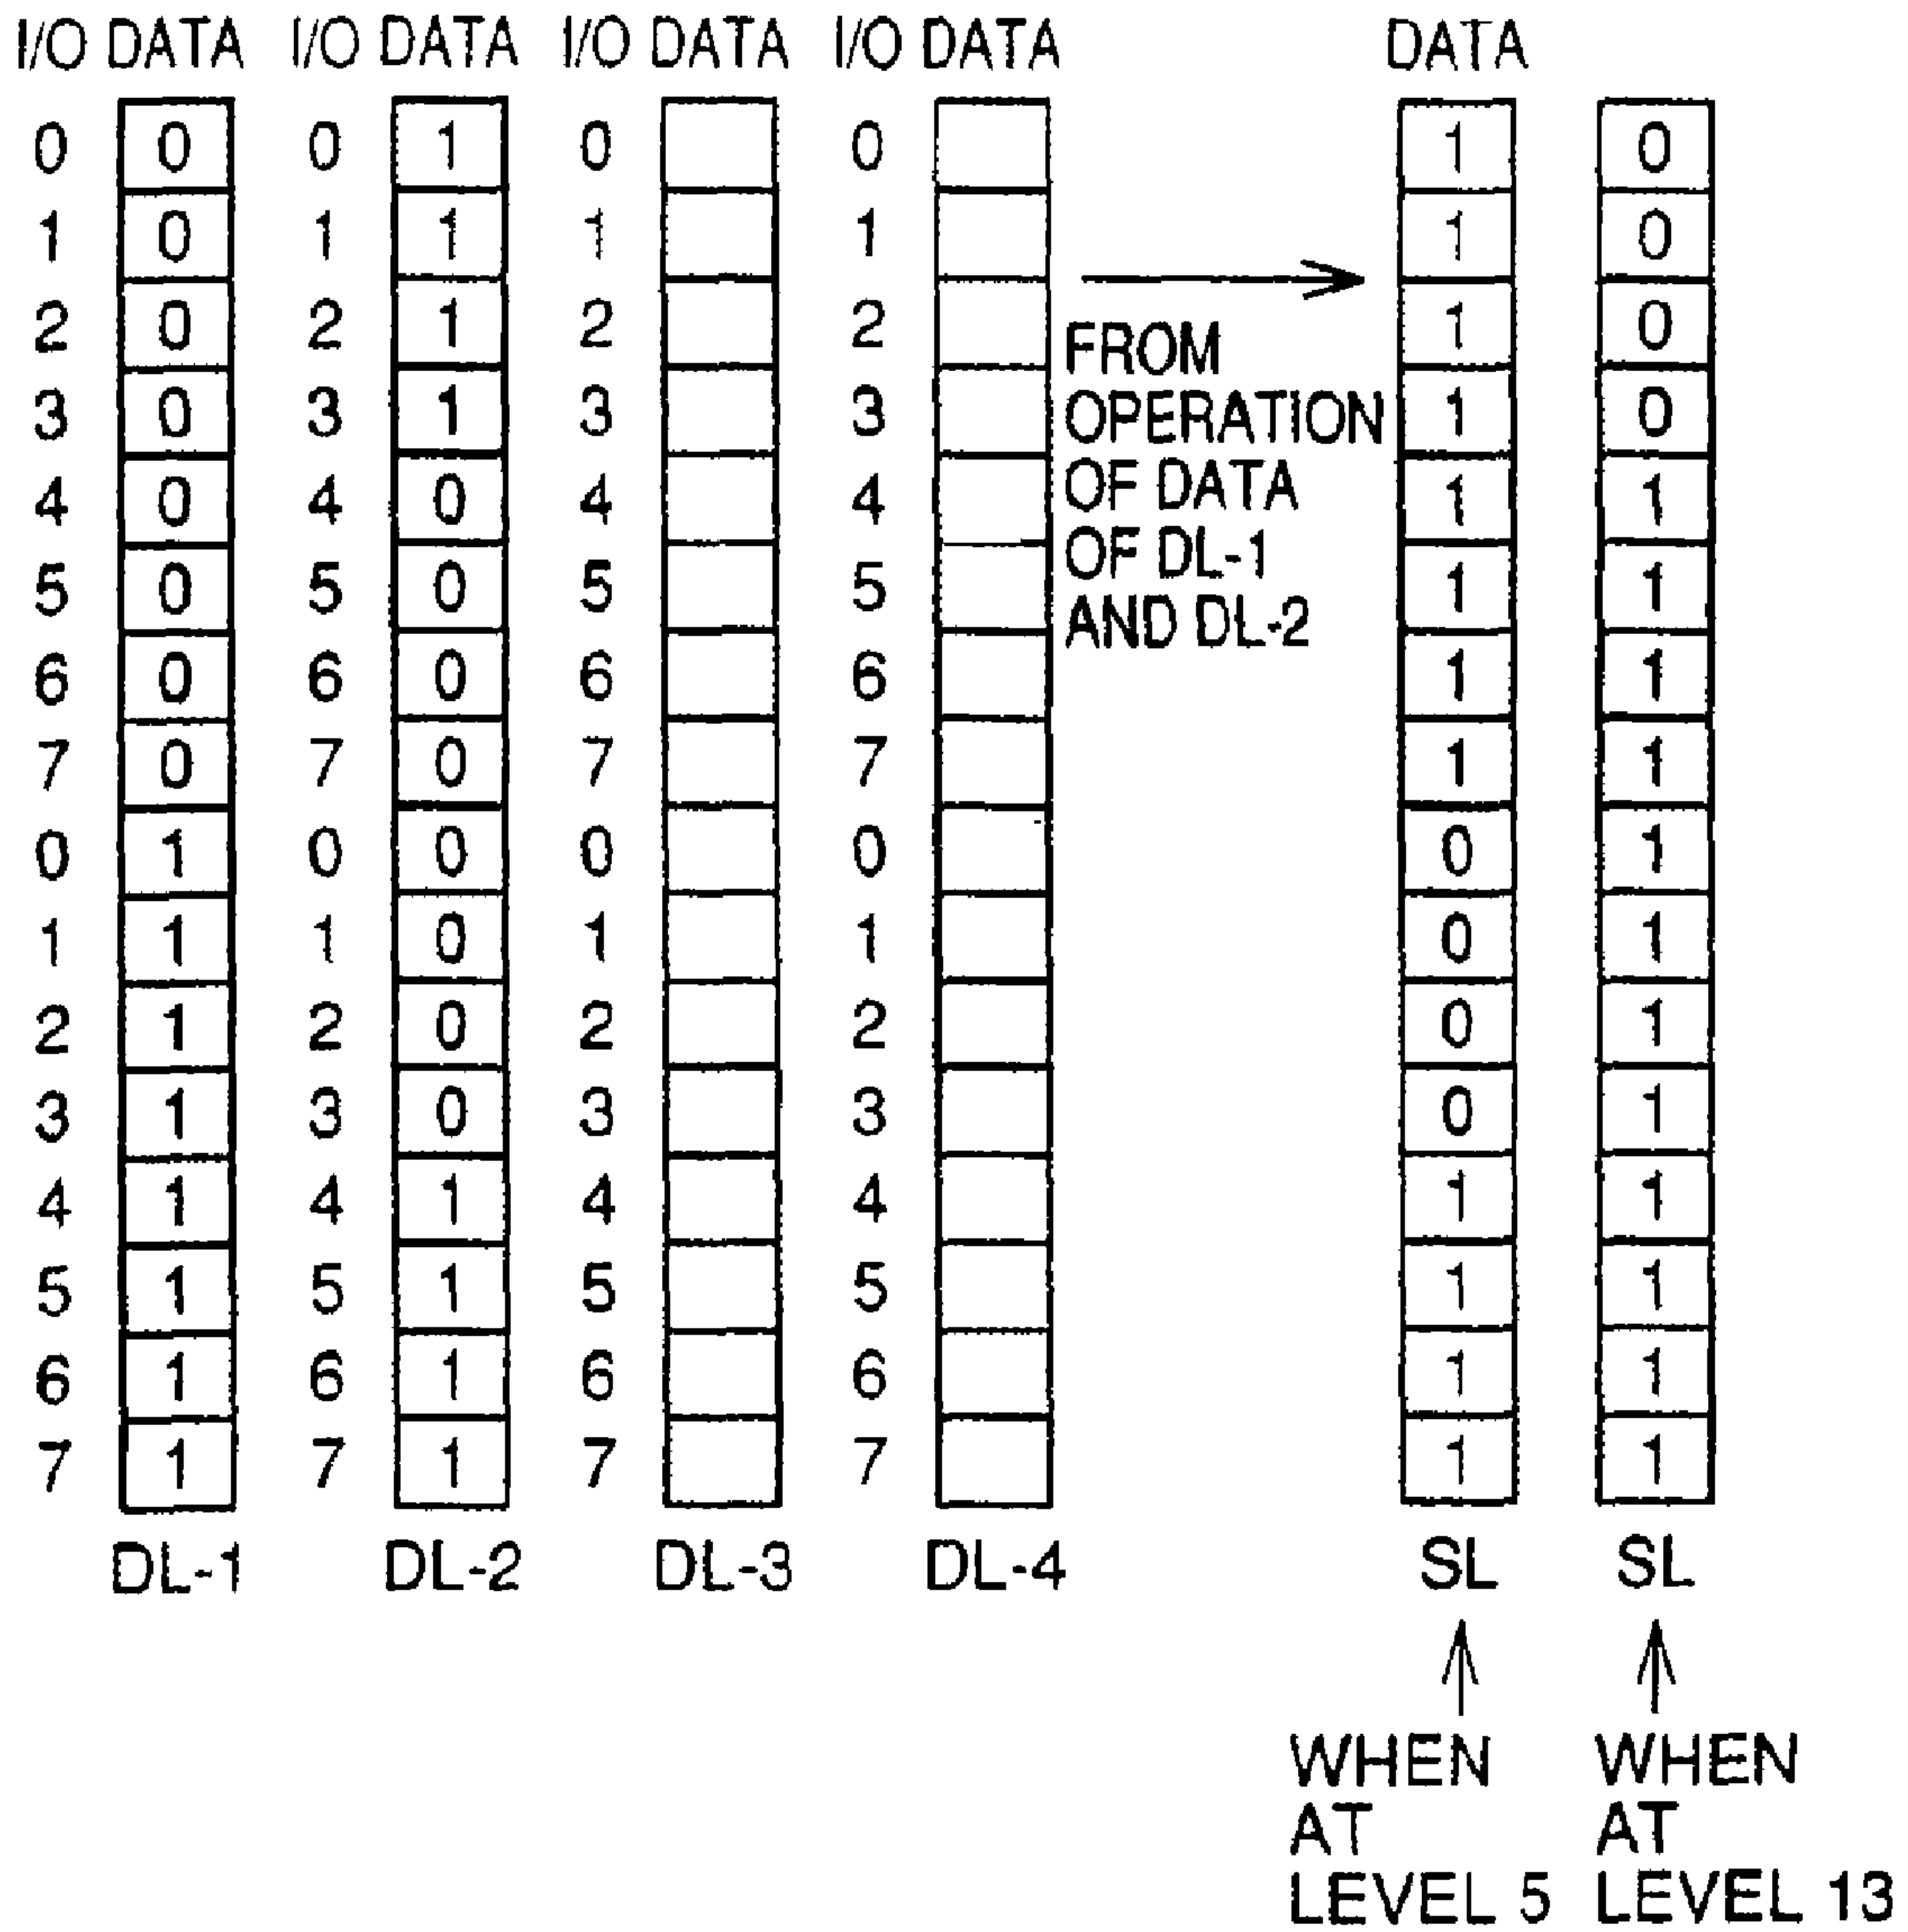 I/O DATA I/O DATA I/O DATA I/O DATA DATA
0 0 0 1 0 0 1 0
1 0 1 1 1 1 1 0
2 0 2 1 2 2 1 0
3 0 3 1 3 3 1 0
4 0 4 0 4 4 1 1
5 0 5 0 5 5 1 1
6 0 6 0 6 6 1 1
7 0 7 0 7 7 1 1
0 1 0 0 0 0 0 1
1 1 1 0 1 1 0 1
2 1 2 0 2 2 0 1
3 1 3 0 3 3 0 1
4 1 4 1 4 4 1 1
5 1 5 1 5 5 1 1
6 1 6 1 6 6 1 1
7 1 7 1 7 7 1 1
FROM
OPERATION
OF DATA
OF DL-1
AND DL-2
DL-1 DL-2 DL-3 DL-4 SL SL
WHEN
AT
LEVEL 5
WHEN
AT
LEVEL 13